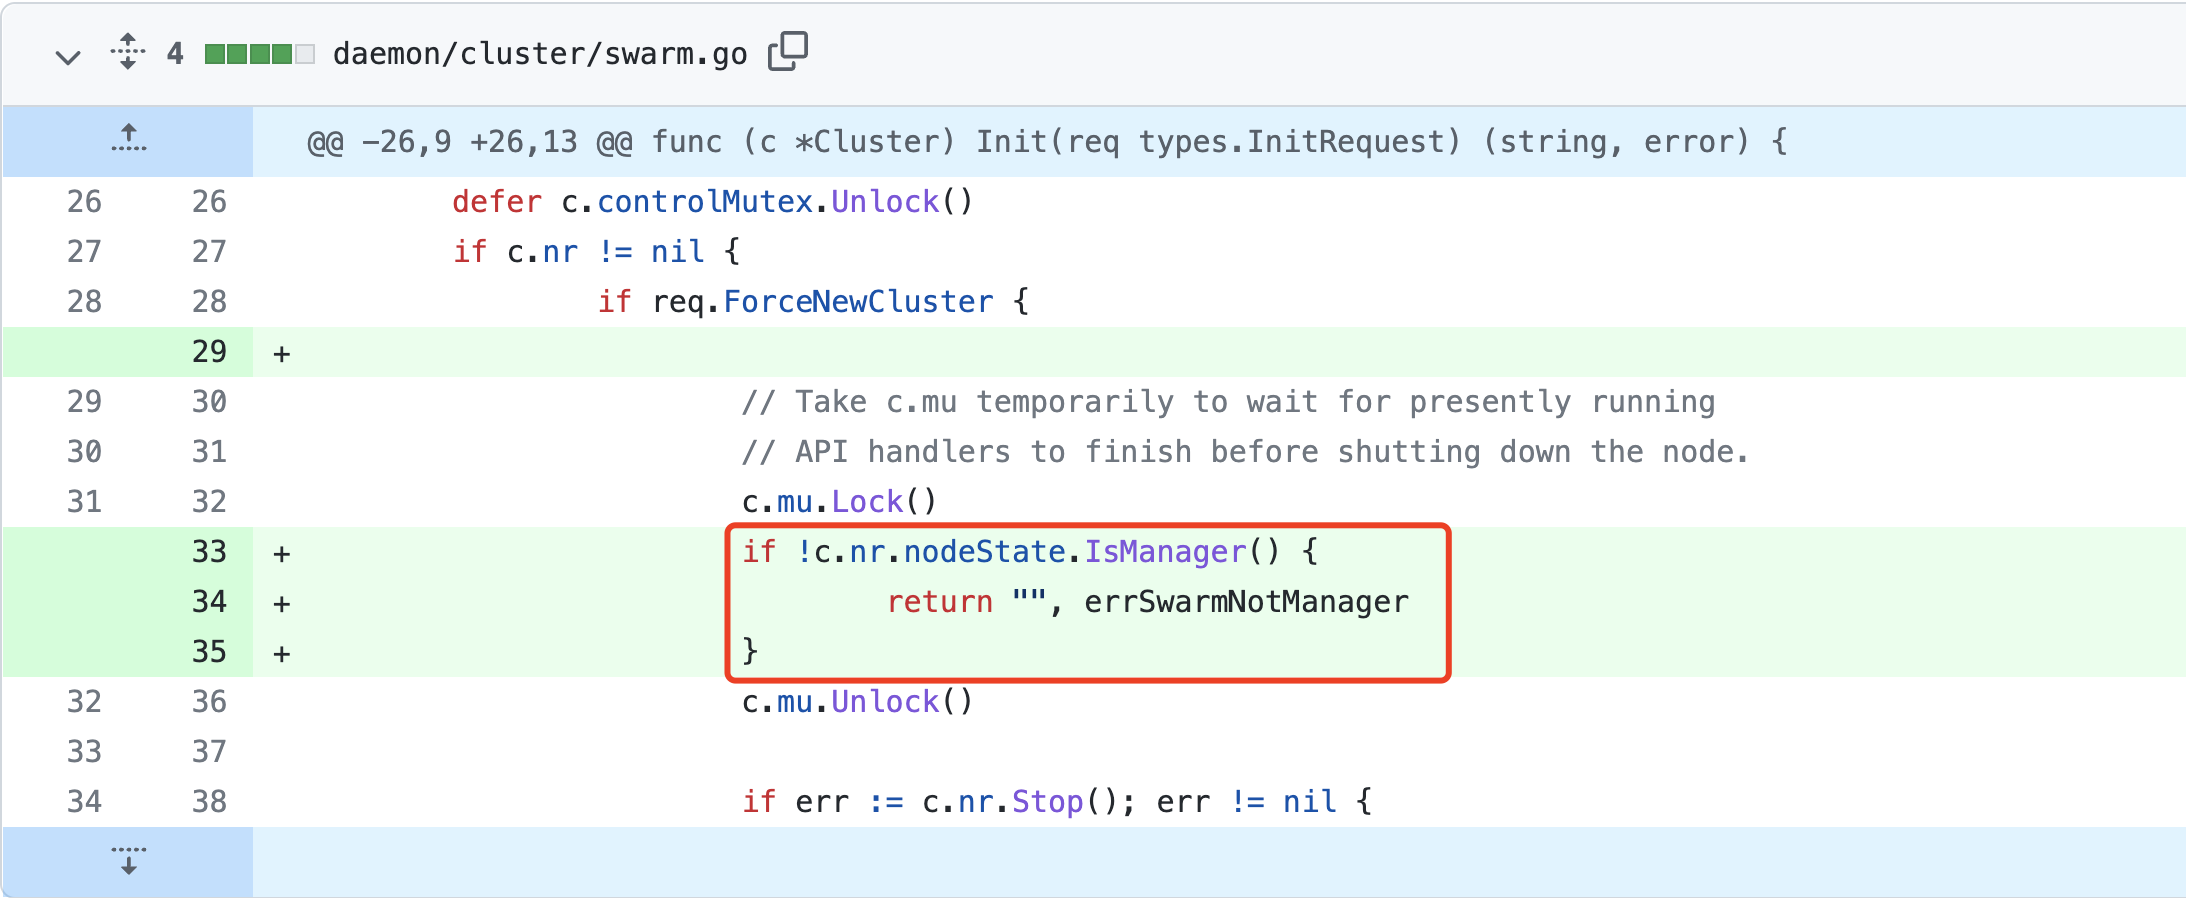 4 daemon/cluster/swarm.go
@@ -26,9 +26,13 @@ func (c *Cluster) Init(req types.InitRequest) (string, error) {
26 26 defer c.controlMutex.Unlock()
27 27 if c.nr != nil {
28 28 if req.ForceNewCluster {
29 +
29 30 // Take c.mu temporarily to wait for presently running
30 31 // API handlers to finish before shutting down the node.
31 32 c.mu.Lock()
33 + if !c.nr.nodeState.IsManager() {
34 + return "", errSwarmNotManager
35 + }
32 36 c.mu.Unlock()
33 37
34 38 if err := c.nr.Stop(); err != nil {